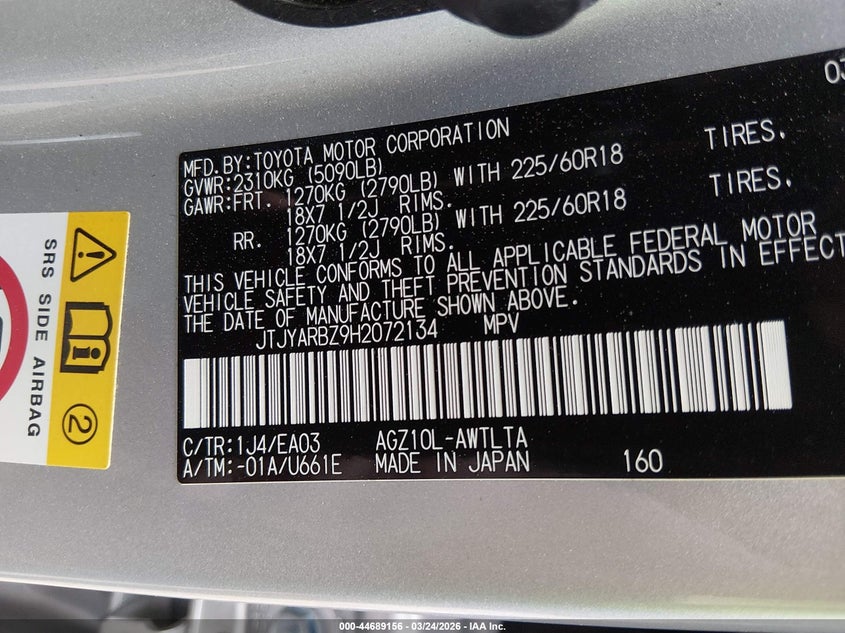 03
MFD.BY:TOYOTA MOTOR CORPORATION
GVWR:2310KG (5090LB)
GAWR:FRT. 1270KG (2790LB) WITH 225/60R18 TIRES.
18X7 1/2J RIMS.
RR. 1270KG (2790LB) WITH 225/60R18 TIRES.
18X7 1/2J RIMS.
THIS VEHICLE CONFORMS TO ALL APPLICABLE FEDERAL MOTOR
VEHICLE SAFETY AND THEFT PREVENTION STANDARDS IN EFFECT
THE DATE OF MANUFACTURE SHOWN ABOVE.
JTJYARBZ9H2072134 MPV
C/TR:1J4/EA03 AGZ10L-AWTLTA
A/TM:-01A/U661E MADE IN JAPAN 160
SRS SIDE AIRBAG
2
000-44689156 - 03/24/2026 - IAA Inc.